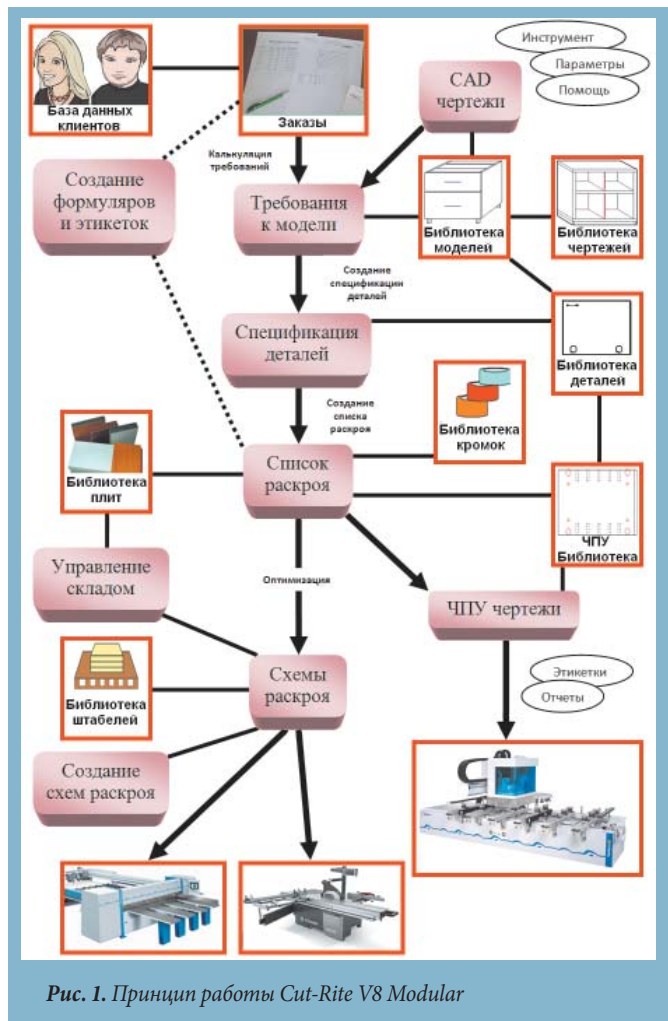 Инструмент
Параметры
Помощь
База данных
клиентов
Заказы
CAD
чертежи
Калькуляция
требований
Создание
формуляров
и этикеток
Требования
к модели
Библиотека
моделей
Библиотека
чертежей
Создание
спецификации
деталей
Спецификация
деталей
Библиотека
деталей
Создание
списка
раскроя
Библиотека
кромок
Библиотека
плит
Список
раскроя
ЧПУ
Библиотека
Управление
складом
Оптимизация
ЧПУ чертежи
Библиотека
штабелей
Схемы
раскроя
Этикетки
Отчеты
Создание
схем раскроя
Рис. 1. Принцип работы Cut-Rite V8 Modular